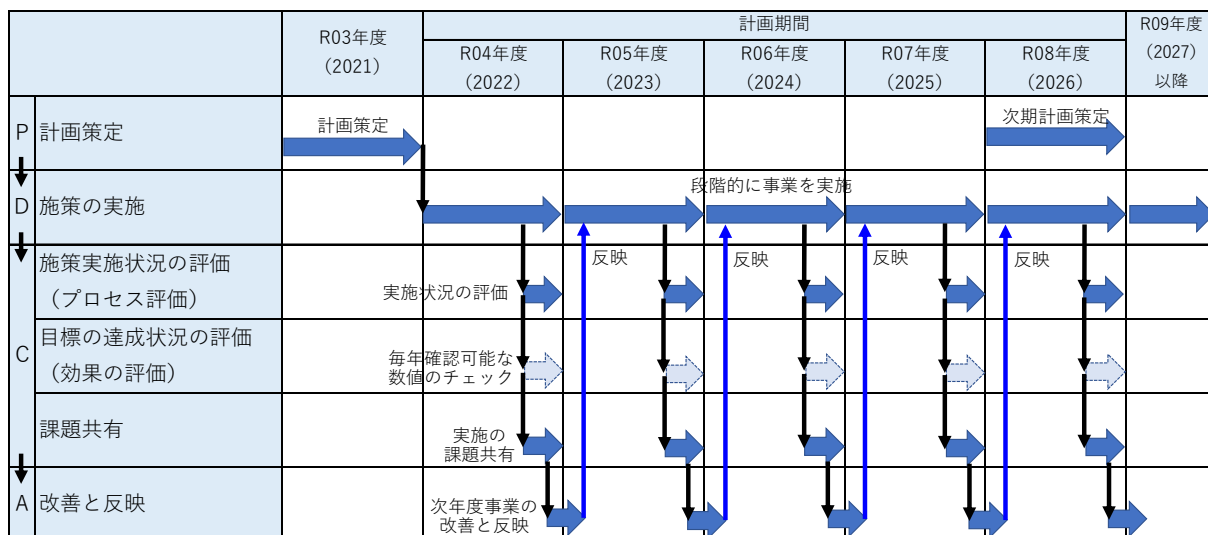 計画期間
R03年度
（2021）
R04年度
（2022）
R05年度
（2023）
R06年度
（2024）
R07年度
（2025）
R08年度
（2026）
R09年度
（2027）
以降
P
計画策定
計画策定
次期計画策定
D
施策の実施
段階的に事業を実施
C
施策実施状況の評価
（プロセス評価）
実施状況の評価
反映
反映
反映
反映
目標の達成状況の評価
（効果の評価）
毎年確認可能な
数値のチェック
課題共有
実施の
課題共有
A
改善と反映
次年度事業の
改善と反映